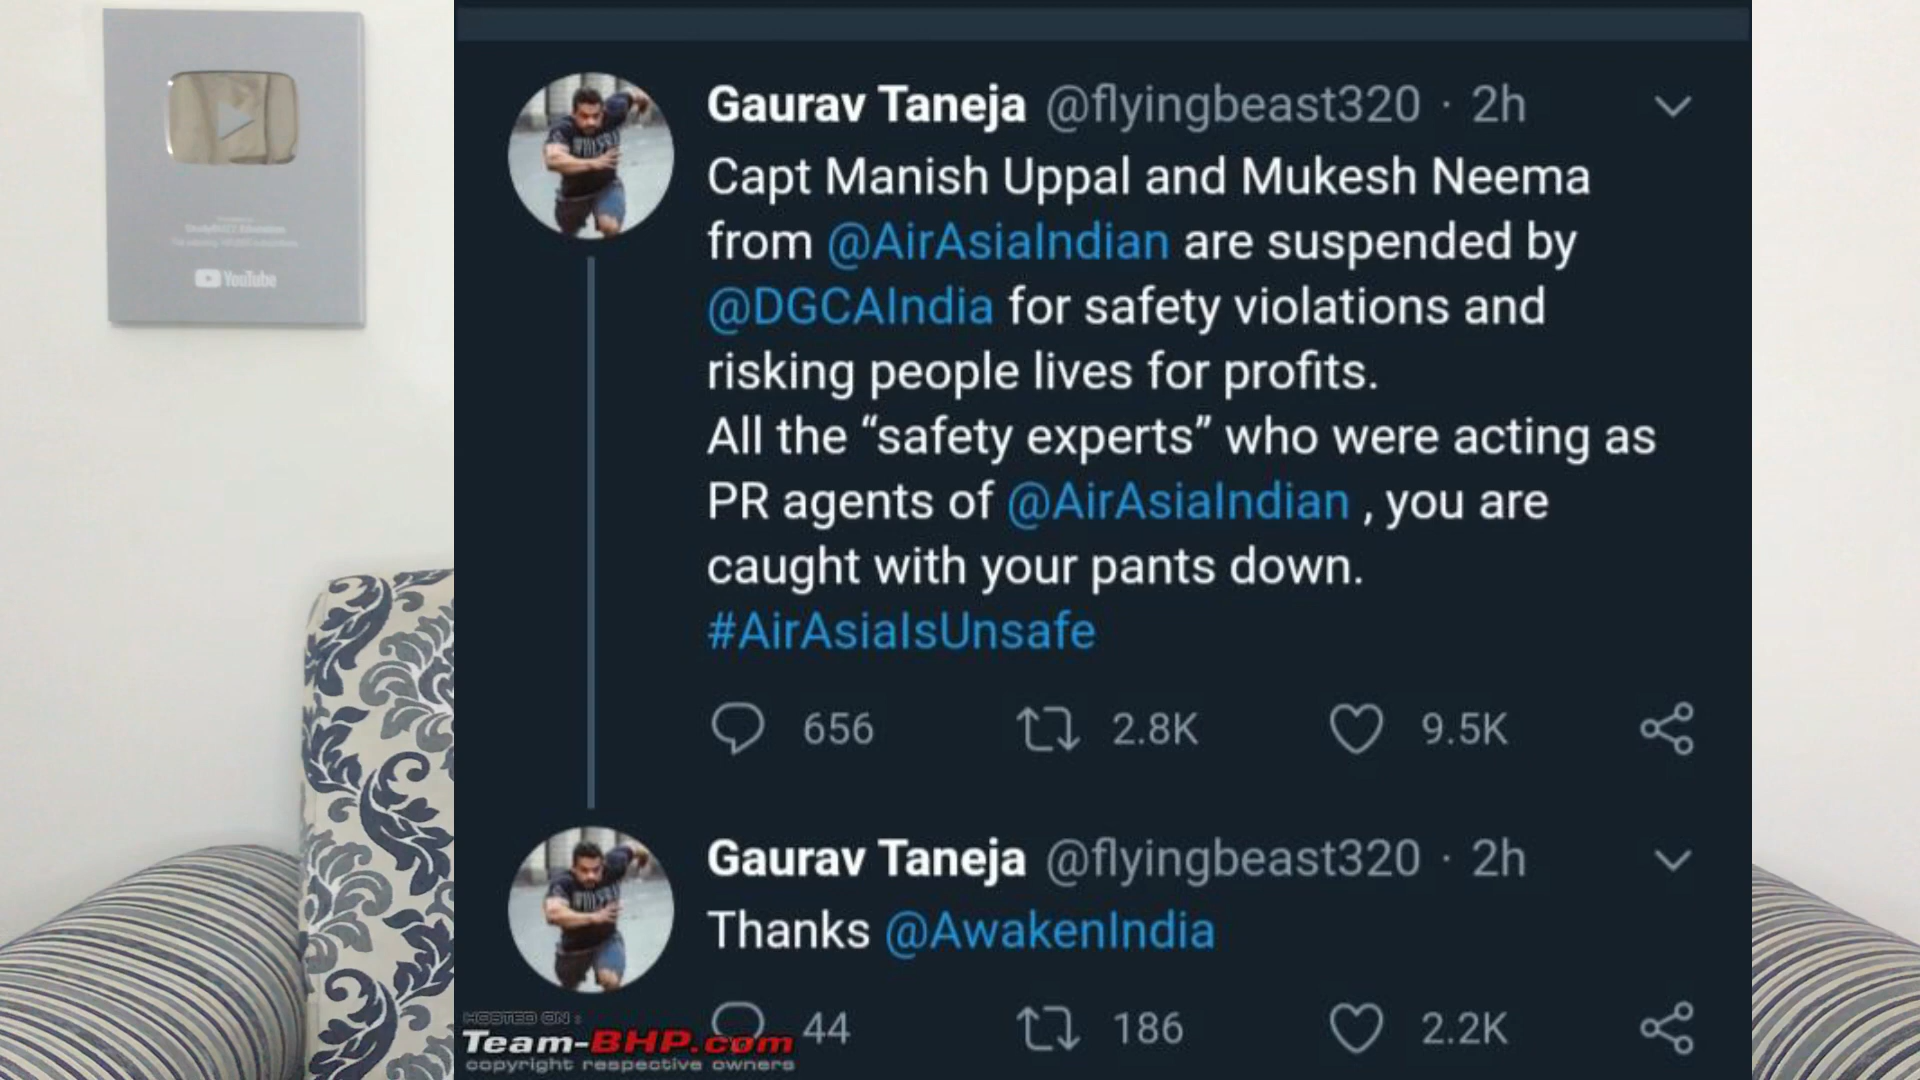 YouTube
Gaurav Taneja @flyingbeast320 · 2h
Capt Manish Uppal and Mukesh Neema
from @AirAsiaIndian are suspended by
@DGCAIndia for safety violations and
risking people lives for profits.
All the “safety experts” who were acting as
PR agents of @AirAsiaIndian , you are
caught with your pants down.
#AirAsiaIsUnsafe
656 2.8K 9.5K
Gaurav Taneja @flyingbeast320 · 2h
Thanks @AwakenIndia
44 186 2.2K
HOSTED ON :
Team-BHP.com
copyright respective owners